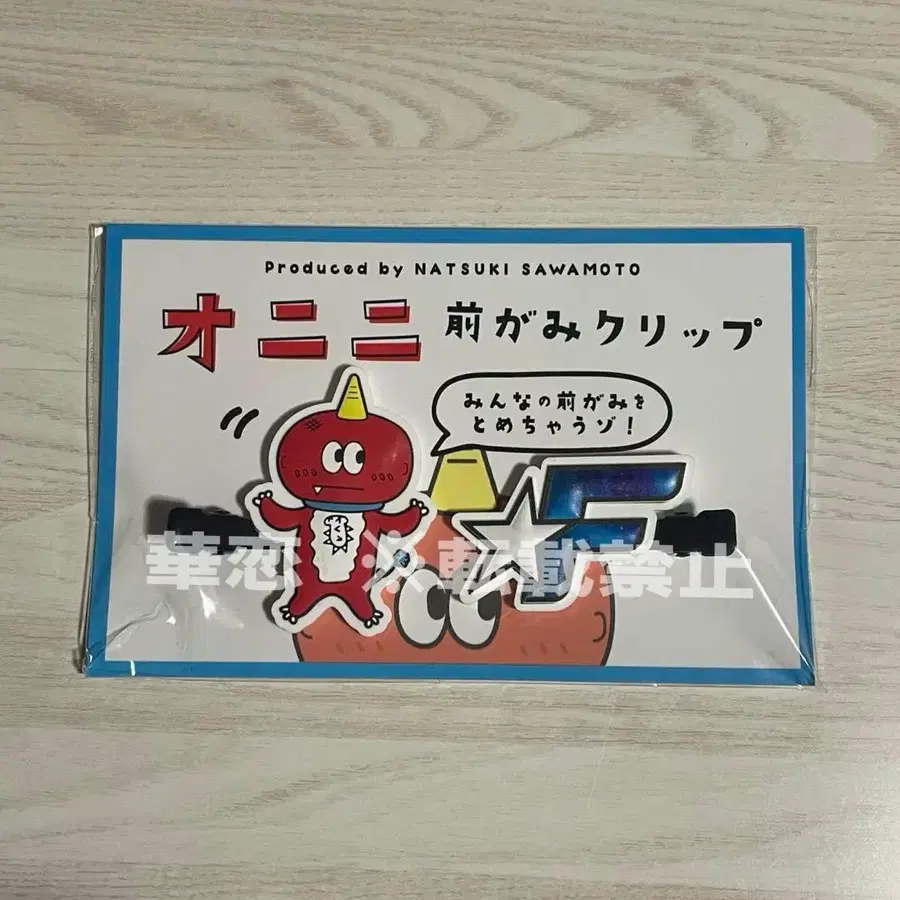 Produced by NATSUKI SAWAMOTO
オニニ 前がみクリップ
みんなの前がみを
とめちゃうゾ！
F
華恋 ※転載禁止